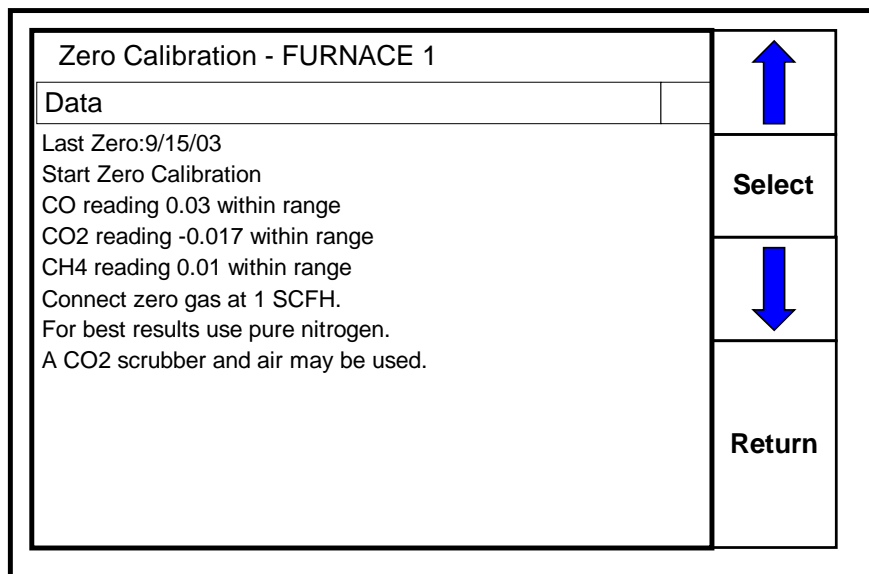 Zero Calibration - FURNACE 1
Data
Last Zero:9/15/03
Start Zero Calibration
CO reading 0.03 within range
CO2 reading -0.017 within range
CH4 reading 0.01 within range
Connect zero gas at 1 SCFH.
For best results use pure nitrogen.
A CO2 scrubber and air may be used.
Select
Return